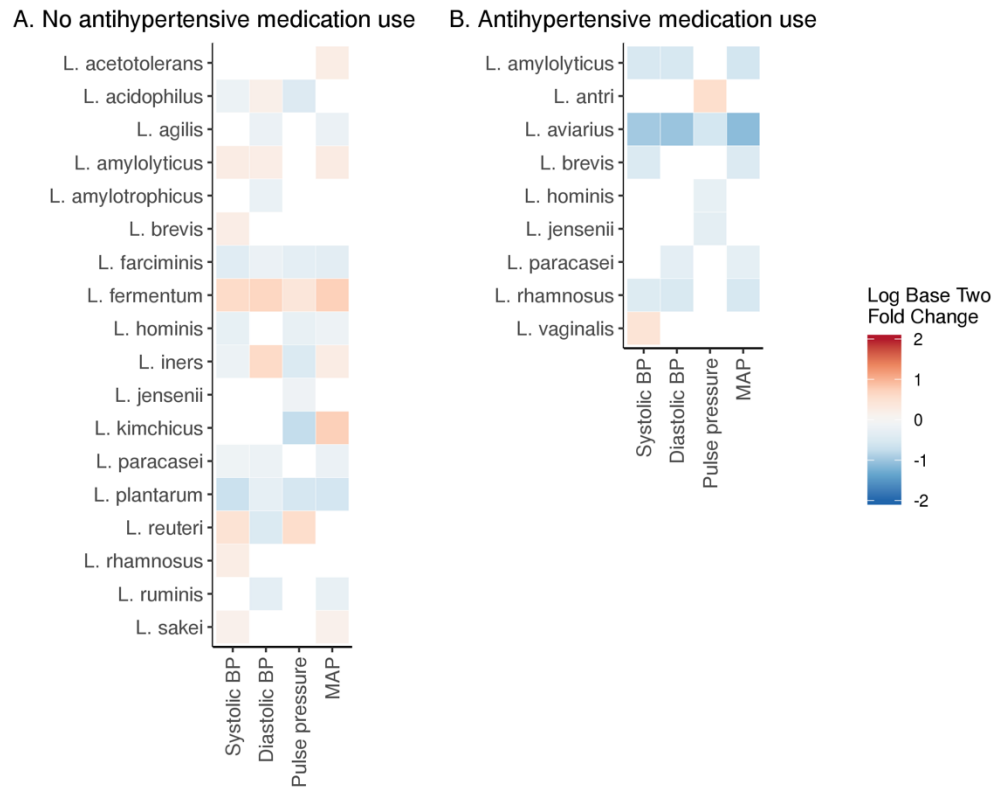 A. No antihypertensive medication use
L. acetotolerans
L. acidophilus
L. agilis
L. amylolyticus
L. amylotrophicus
L. brevis
L. farciminis
L. fermentum
L. hominis
L. iners
L. jensenii
L. kimchicus
L. paracasei
L. plantarum
L. reuteri
L. rhamnosus
L. ruminis
L. sakei
Systolic BP
Diastolic BP
Pulse pressure
MAP
B. Antihypertensive medication use
L. amylolyticus
L. antri
L. aviarius
L. brevis
L. hominis
L. jensenii
L. paracasei
L. rhamnosus
L. vaginalis
Systolic BP
Diastolic BP
Pulse pressure
MAP
Log Base Two
Fold Change
2
1
0
-1
-2